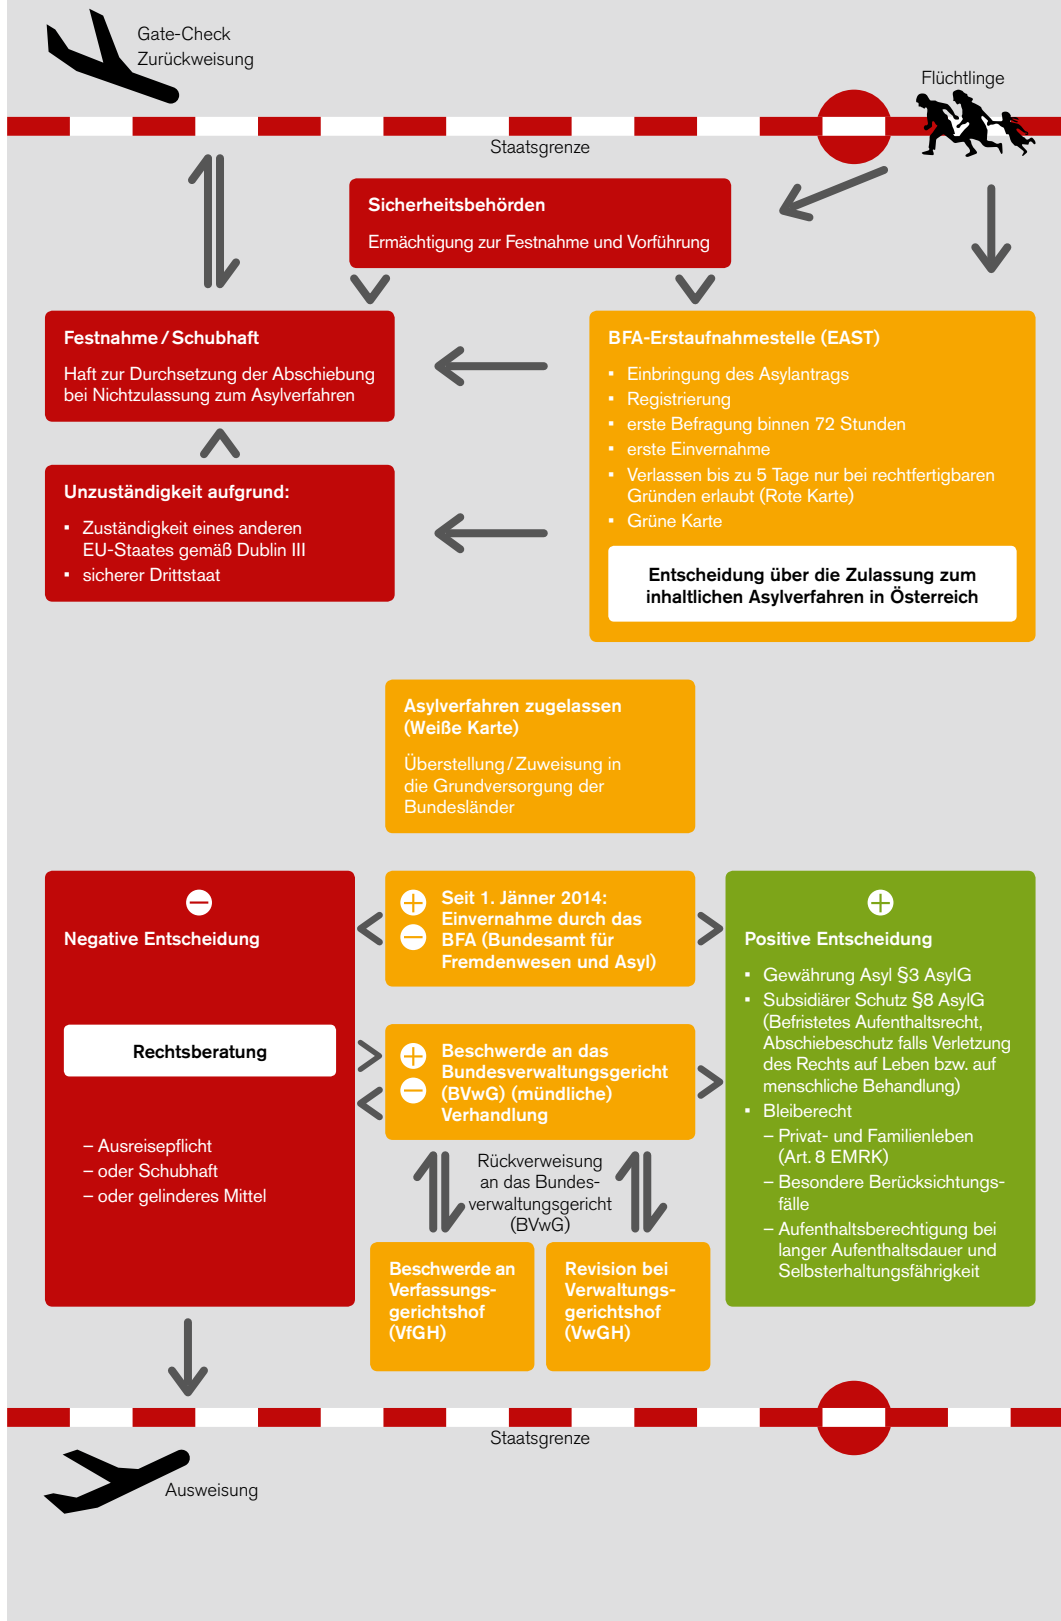 Gate-Check
Zurückweisung
Flüchtlinge
Staatsgrenze
Sicherheitsbehörden
Ermächtigung zur Festnahme und Vorführung
Festnahme / Schubhaft
Haft zur Durchsetzung der Abschiebung
bei Nichtzulassung zum Asylverfahren
BFA-Erstaufnahmestelle (EAST)
▪ Einbringung des Asylantrags
▪ Registrierung
▪ erste Befragung binnen 72 Stunden
▪ erste Einvernahme
▪ Verlassen bis zu 5 Tage nur bei rechtfertigbaren
Gründen erlaubt (Rote Karte)
▪ Grüne Karte
Entscheidung über die Zulassung zum
inhaltlichen Asylverfahren in Österreich
Unzuständigkeit aufgrund:
▪ Zuständigkeit eines anderen
EU-Staates gemäß Dublin III
▪ sicherer Drittstaat
Asylverfahren zugelassen
(Weiße Karte)
Überstellung / Zuweisung in
die Grundversorgung der
Bundesländer
Negative Entscheidung
Rechtsberatung
– Ausreisepflicht
– oder Schubhaft
– oder gelinderes Mittel
Seit 1. Jänner 2014:
Einvernahme durch das
BFA (Bundesamt für
Fremdenwesen und Asyl)
Beschwerde an das
Bundesverwaltungsgericht
(BVwG) (mündliche)
Verhandlung
Rückverweisung
an das Bundes-
verwaltungsgericht
(BVwG)
Beschwerde an
Verfassungs-
gerichtshof
(VfGH)
Revision bei
Verwaltungs-
gerichtshof
(VwGH)
Positive Entscheidung
▪ Gewährung Asyl §3 AsylG
▪ Subsidiärer Schutz §8 AsylG
(Befristetes Aufenthaltsrecht,
Abschiebeschutz falls Verletzung
des Rechts auf Leben bzw. auf
menschliche Behandlung)
▪ Bleiberecht
– Privat- und Familienleben
(Art. 8 EMRK)
– Besondere Berücksichtungs-
fälle
– Aufenthaltsberechtigung bei
langer Aufenthaltsdauer und
Selbsterhaltungsfährigkeit
Staatsgrenze
Ausweisung